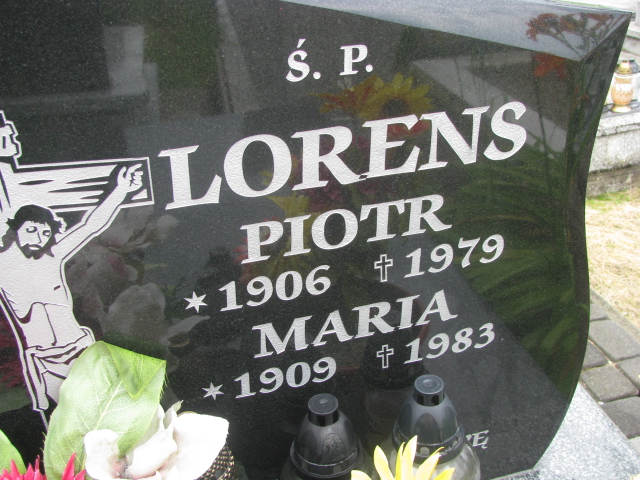 Ś. P.
LORENS
PIOTR
* 1906 ✝ 1979
MARIA
* 1909 ✝ 1983